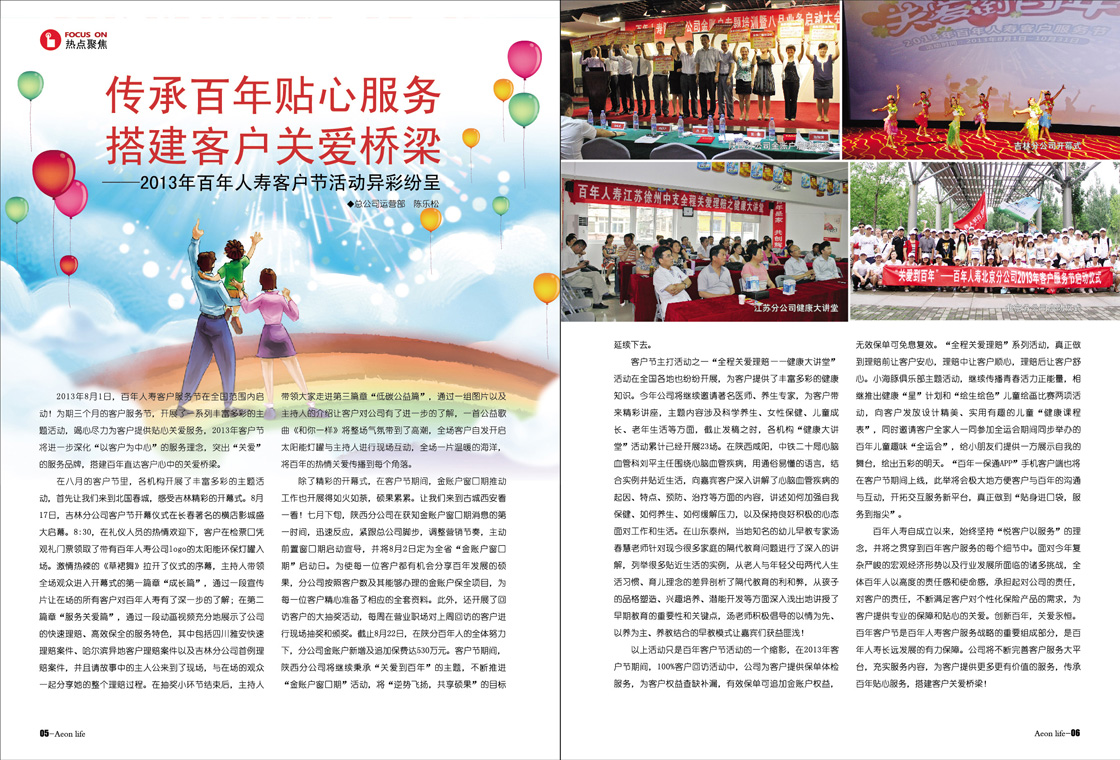 FOCUS ON
热点聚焦
传承百年贴心服务
搭建客户关爱桥梁
——2013年百年人寿客户节活动异彩纷呈
◆总公司运营部 陈乐松
2013年8月1日，百年人寿客户服务节在全国范围内启
动！为期三个月的客户服务节，开展了一系列丰富多彩的主
题活动，竭心尽力为客户提供贴心关爱服务，2013年客户节
将进一步深化“以客户为中心”的服务理念，突出“关爱”
的服务品牌，搭建百年直达客户心中的关爱桥梁。
在八月的客户节里，各机构开展了丰富多彩的主题活
动，首先让我们来到北国春城，感受吉林精彩的开幕式。8月
17日，吉林分公司客户节开幕仪式在长春著名的横店影城盛
大启幕。8:30，在礼仪人员的热情欢迎下，客户在检票口凭
观礼门票领取了带有百年人寿公司logo的太阳能环保灯罐入
场。激情热辣的《草裙舞》拉开了仪式的序幕，主持人带领
全场观众进入开幕式的第一篇章“成长篇”，通过一段宣传
片让在场的所有客户对百年人寿有了深一步的了解；在第二
篇章“服务关爱篇”，通过一段动画视频充分地展示了公司
的快速理赔、高效保全的服务特色，其中包括四川雅安快速
理赔案件、哈尔滨异地客户理赔案件以及吉林分公司首例理
赔案件，并且请故事中的主人公来到了现场，与在场的观众
一起分享她的整个理赔过程。在抽奖小环节结束后，主持人
带领大家走进第三篇章“低碳公益篇”，通过一组图片以及
主持人的介绍让客户对公司有了进一步的了解，一首公益歌
曲《和你一样》将整场气氛带到了高潮，全场客户自发开启
太阳能灯罐与主持人进行现场互动，全场一片温暖的海洋，
将百年的热情关爱传播到每个角落。
除了精彩的开幕式，在客户节期间，金账户窗口期推动
工作也开展得如火如荼，硕果累累。让我们来到古城西安看
一看！七月下旬，陕西分公司在获知金账户窗口期消息的第
一时间，迅速反应，紧跟总公司脚步，调整营销节奏，主动
前置窗口期启动宣导，并将8月2日定为全省“金账户窗口
期”启动日。为使每一位客户都有机会分享百年发展的硕
果，分公司按照客户数及其能够办理的金账户保全项目，为
每一位客户精心准备了相应的全套资料。此外，还开展了回
访客户的大抽奖活动，每周在营业职场对上周回访的客户进
行现场抽奖和颁奖。截止8月22日，在陕分百年人的全体努力
下，分公司金账户新增及追加保费达530万元。客户节期间，
陕西分公司将继续秉承“关爱到百年”的主题，不断推进
“金账户窗口期”活动，将“逆势飞扬，共享硕果”的目标
05-Aeon life
吉林分公司开幕式
百年人寿江苏徐州中支全程关爱理赔之健康大讲堂
江苏分公司健康大讲堂
“关爱到百年”——百年人寿北京分公司2013年客户服务节启动仪式
延续下去。
客户节主打活动之一“全程关爱理赔——健康大讲堂”
活动在全国各地也纷纷开展，为客户提供了丰富多彩的健康
知识。今年公司将继续邀请著名医师、养生专家，为客户带
来精彩讲座，主题内容涉及科学养生、女性保健、儿童成
长、老年生活等方面，截止发稿之时，各机构“健康大讲
堂”活动累计已经开展23场。在陕西咸阳，中铁二十局心脑
血管科刘平主任围绕心脑血管疾病，用通俗易懂的语言，结
合实例并贴近生活，向嘉宾客户深入讲解了心脑血管疾病的
起因、特点、预防、治疗等方面的内容，讲述如何加强自我
保健、如何养生、如何缓解压力，以及保持良好积极的心态
面对工作和生活。在山东泰州，当地知名的幼儿早教专家汤
春慧老师针对现今很多家庭的隔代教育问题进行了深入的讲
解，列举很多贴近生活的实例，从老人与年轻父母两代人生
活习惯、育儿理念的差异剖析了隔代教育的利和弊，从孩子
的品格塑造、兴趣培养、潜能开发等方面深入浅出地讲授了
早期教育的重要性和关键点，汤老师积极倡导的以情为先、
以养为主、养教结合的早教模式让嘉宾们获益匪浅！
以上活动只是百年客户节活动的一个缩影，在2013年客
户节期间，100%客户回访活动中，公司为客户提供保单体检
服务，为客户权益查缺补漏，有效保单可追加金账户权益，
无效保单可免息复效。“全程关爱理赔”系列活动，真正做
到理赔前让客户安心，理赔中让客户顺心，理赔后让客户舒
心。小海豚俱乐部主题活动，继续传播青春活力正能量，相
继推出健康“星”计划和“绘生绘色”儿童绘画比赛两项活
动，向客户发放设计精美、实用有趣的儿童“健康课程
表”，同时邀请客户全家人一同参加全运会期间同步举办的
百年儿童趣味“全运会”，给小朋友们提供一方展示自我的
舞台，绘出五彩的明天。“百年一保通APP”手机客户端也将
在客户节期间上线，此举将会极大地方便客户与百年的沟通
与互动，开拓交互服务新平台，真正做到“贴身进口袋，服
务到指尖”。
百年人寿自成立以来，始终坚持“悦客户以服务”的理
念，并将之贯穿到百年客户服务的每个细节中。面对今年复
杂严峻的宏观经济形势以及行业发展所面临的诸多挑战，全
体百年人以高度的责任感和使命感，承担起对公司的责任，
对客户的责任，不断满足客户对个性化保险产品的需求，为
客户提供专业的保障和贴心的关爱。创新百年，关爱永恒。
百年客户节是百年人寿客户服务战略的重要组成部分，是百
年人寿长远发展的有力保障。公司将不断完善客户服务大平
台，充实服务内容，为客户提供更多更有价值的服务，传承
百年贴心服务，搭建客户关爱桥梁！
Aeon life-06